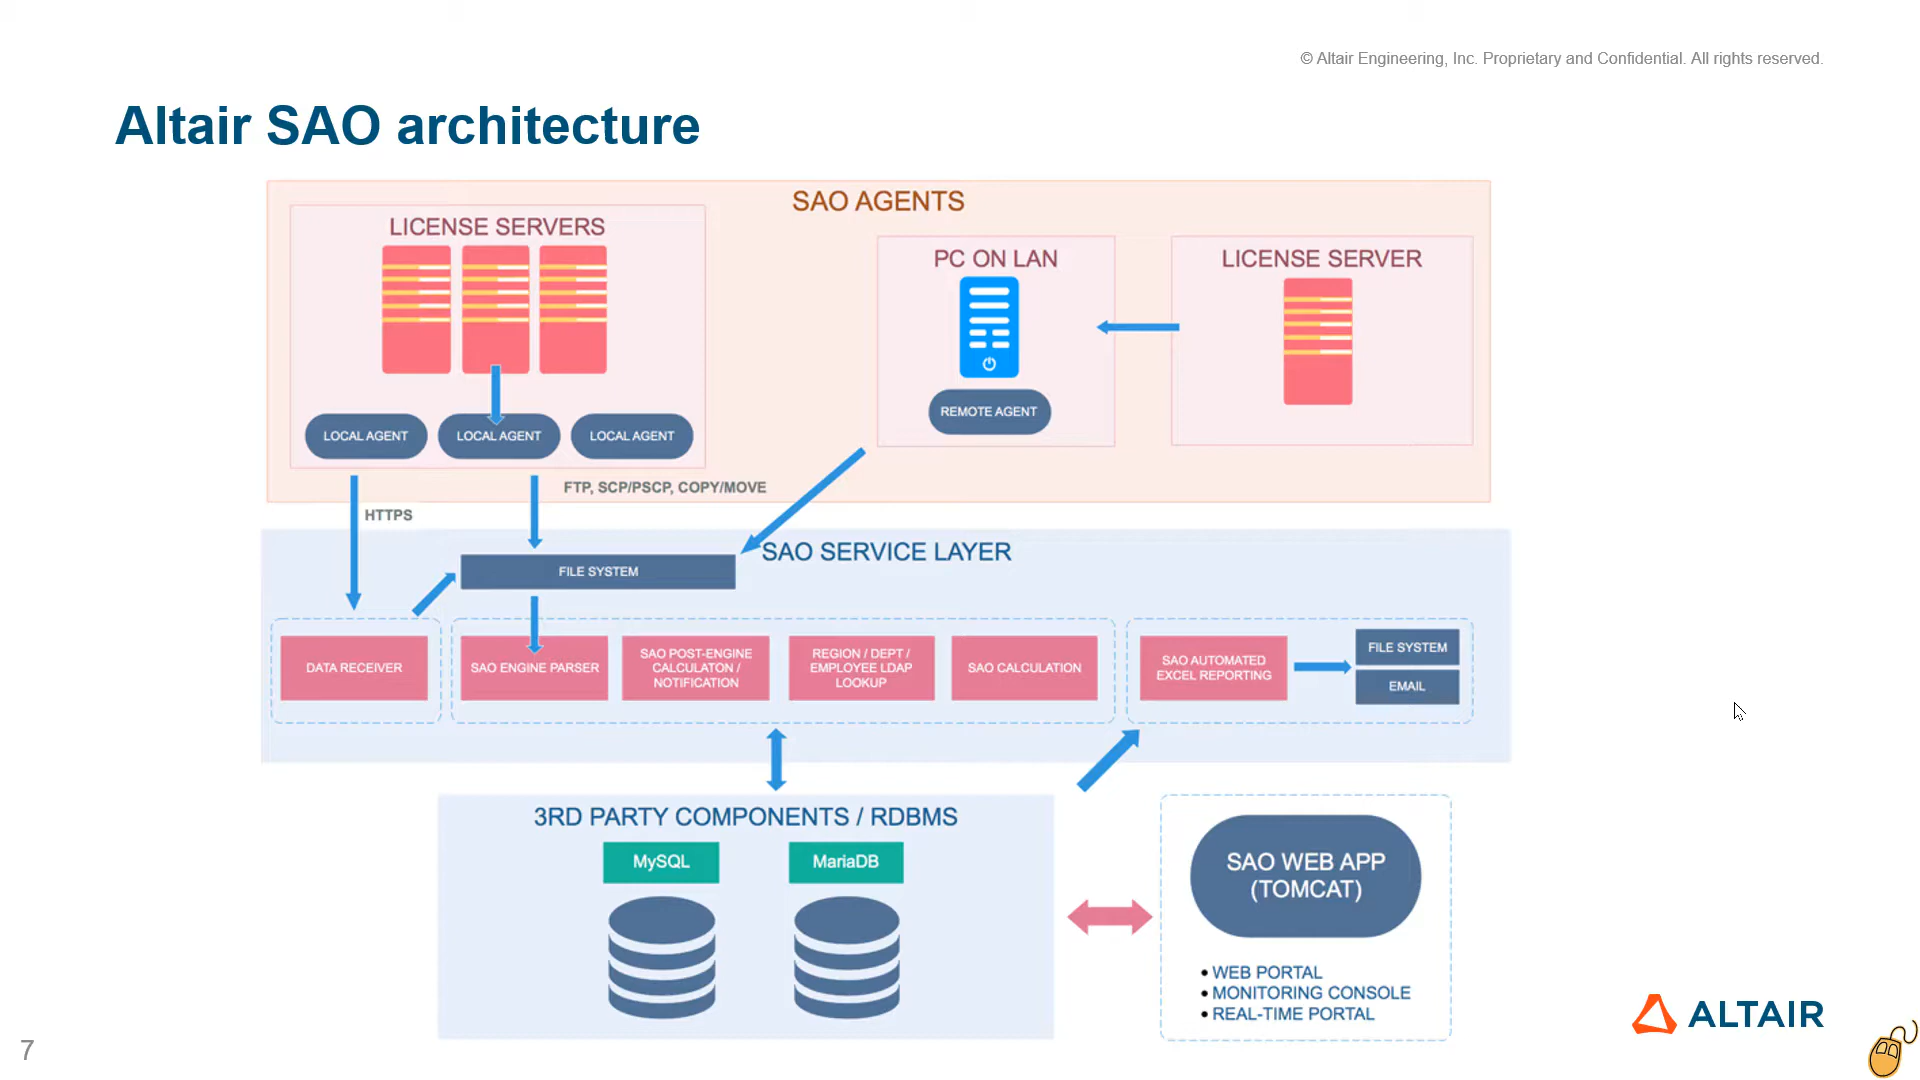 © Altair Engineering, Inc. Proprietary and Confidential. All rights reserved.
Altair SAO architecture
SAO AGENTS
LICENSE SERVERS
PC ON LAN
LICENSE SERVER
REMOTE AGENT
LOCAL AGENT
LOCAL AGENT
LOCAL AGENT
FTP, SCP/PSCP, COPY/MOVE
HTTPS
SAO SERVICE LAYER
FILE SYSTEM
DATA RECEIVER
SAO ENGINE PARSER
SAO POST-ENGINE
CALCULATON /
NOTIFICATION
REGION / DEPT /
EMPLOYEE LDAP
LOOKUP
SAO CALCULATION
SAO AUTOMATED
EXCEL REPORTING
FILE SYSTEM
EMAIL
3RD PARTY COMPONENTS / RDBMS
MySQL
MariaDB
SAO WEB APP
(TOMCAT)
• WEB PORTAL
• MONITORING CONSOLE
• REAL-TIME PORTAL
ALTAIR
7